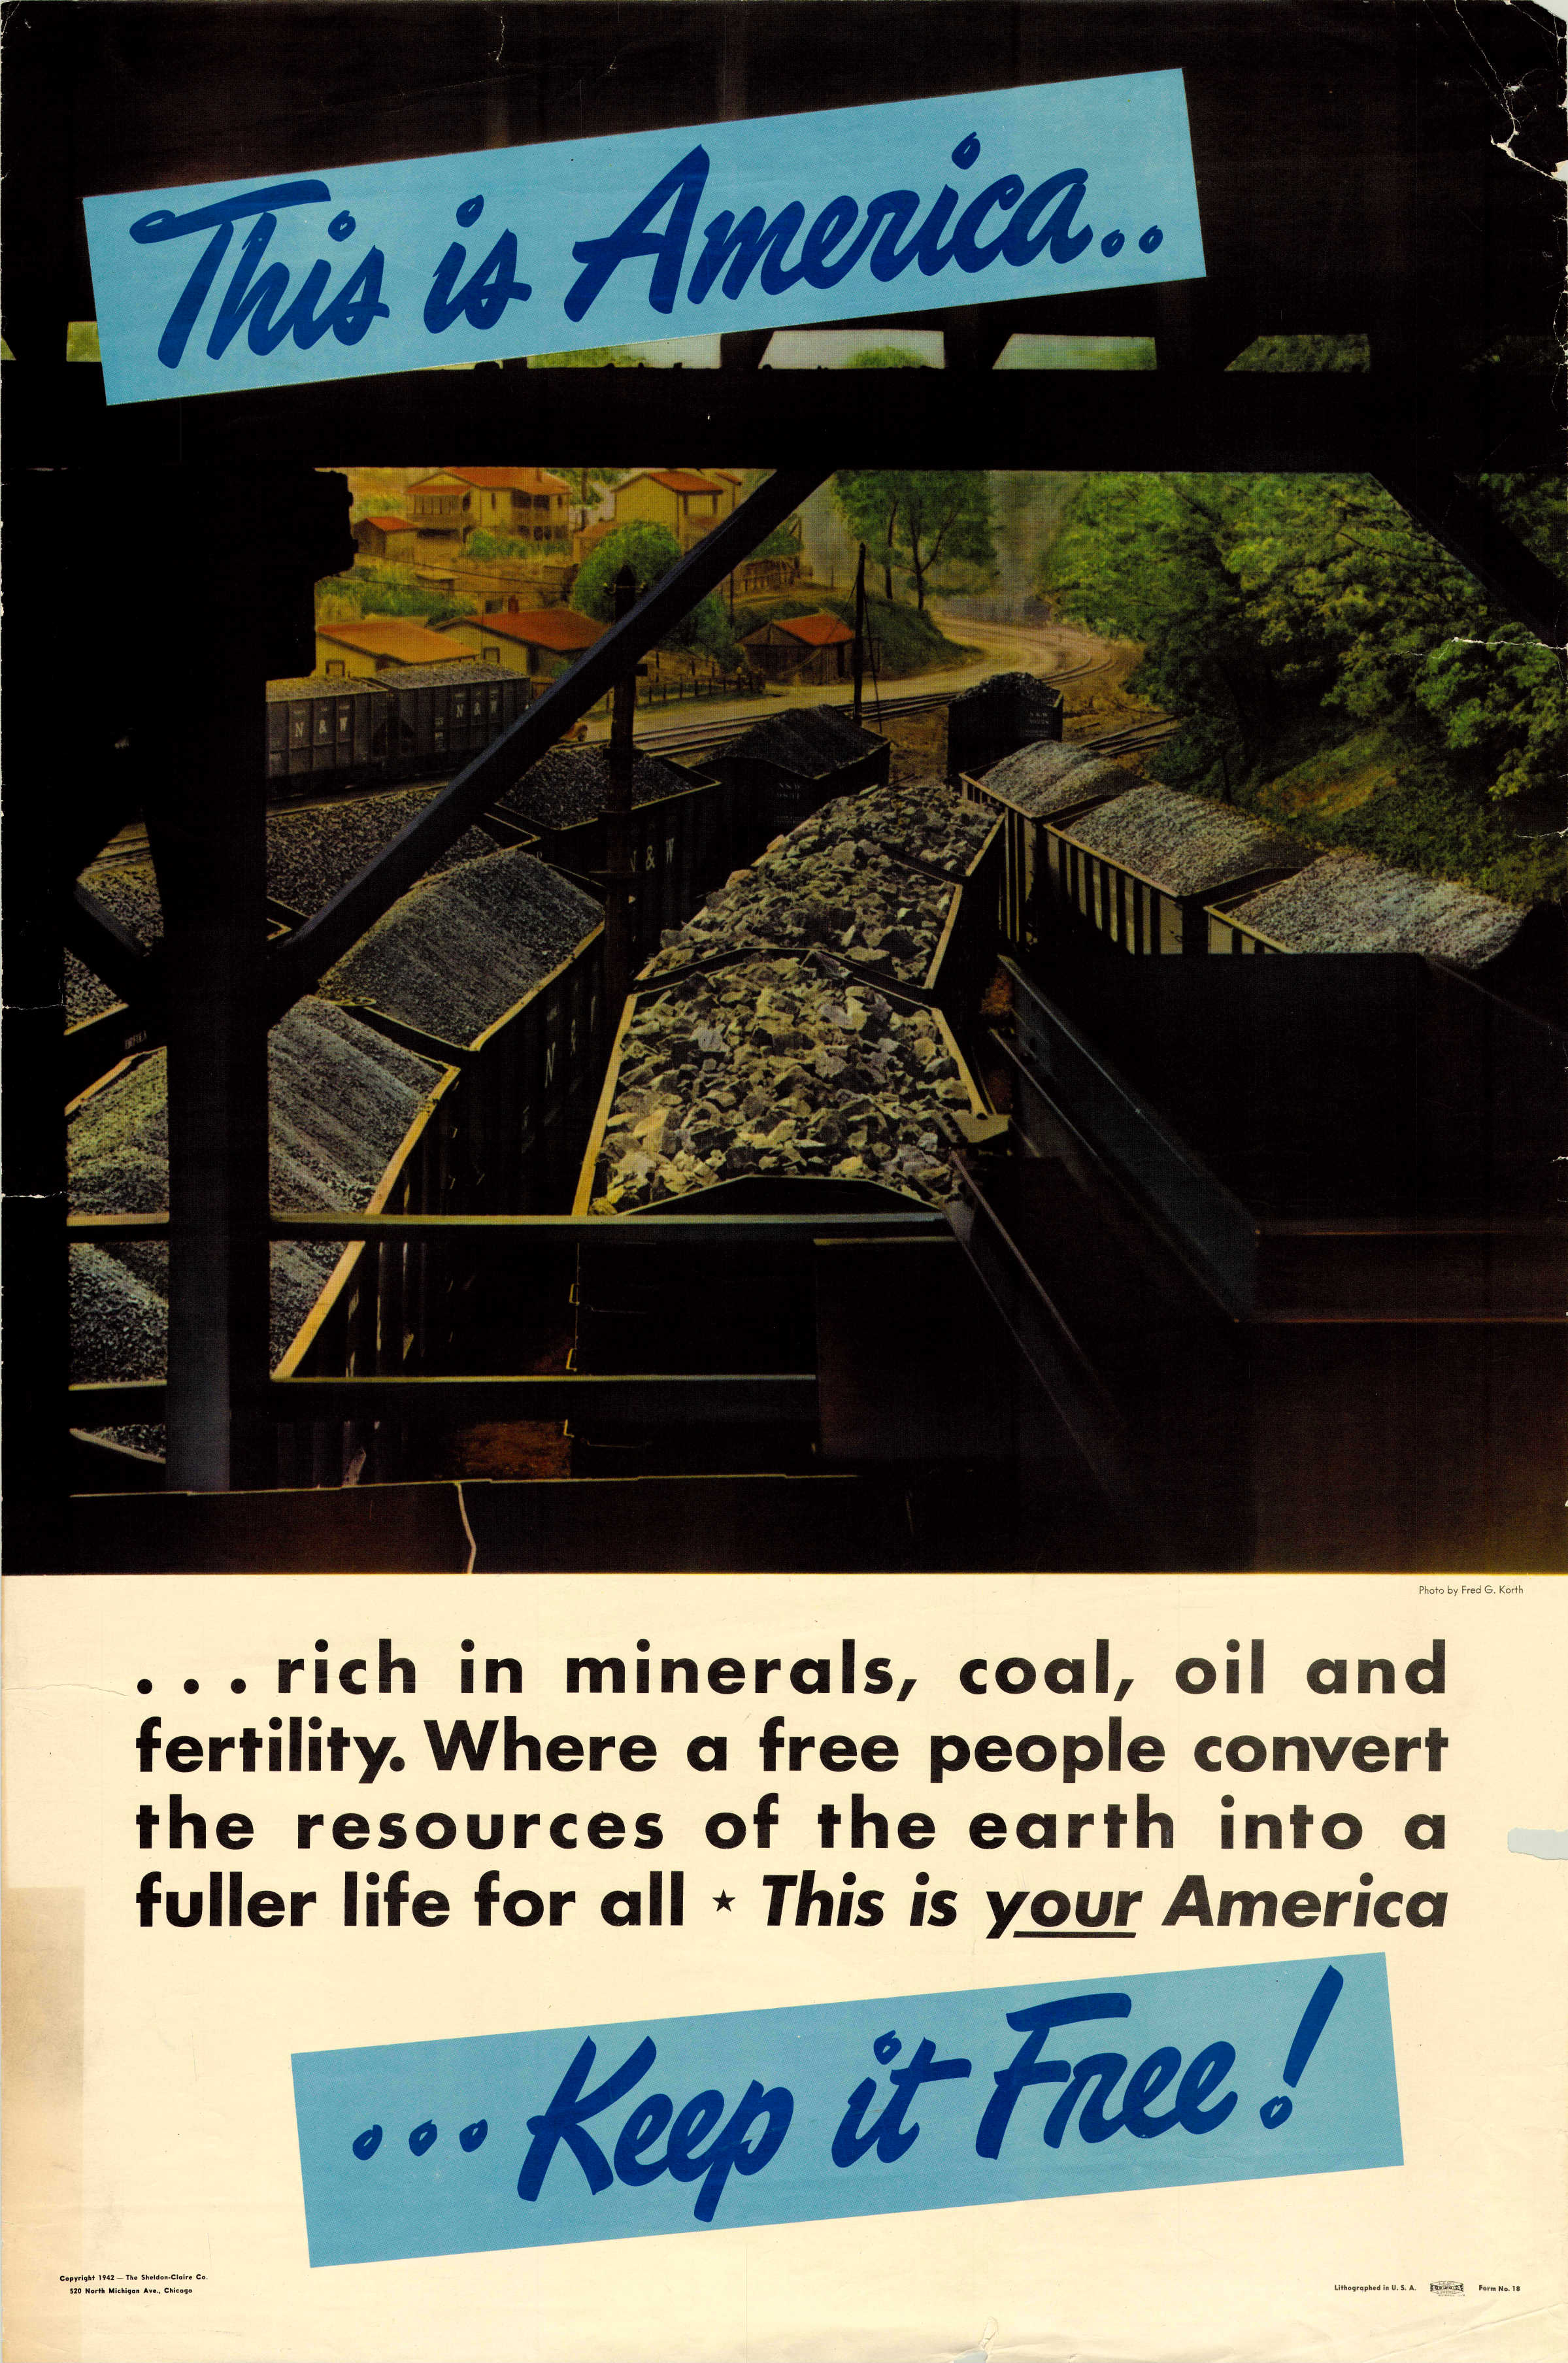 This is America..
N & W
N & W
N & W
N &
Photo by Fred G. Korth
...rich in minerals, coal, oil and
fertility. Where a free people convert
the resources of the earth into a
fuller life for all ★ This is your America
...Keep it Free!
Copyright 1942 — The Sheldon-Claire Co.
520 North Michigan Ave., Chicago
Lithographed in U. S. A.
Form No. 18